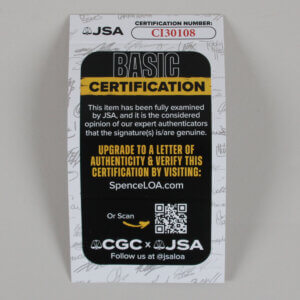 JSA
CERTIFICATION NUMBER:
CI30108
BASIC
CERTIFICATION
This item has been fully examined
by JSA, and it is the considered
opinion of our expert authenticators
that the signature(s) is/are genuine.
UPGRADE TO A LETTER OF
AUTHENTICITY & VERIFY THIS
CERTIFICATION BY VISITING:
SpenceLOA.com
Or Scan
CGC x JSA
Follow us at @jsaloa